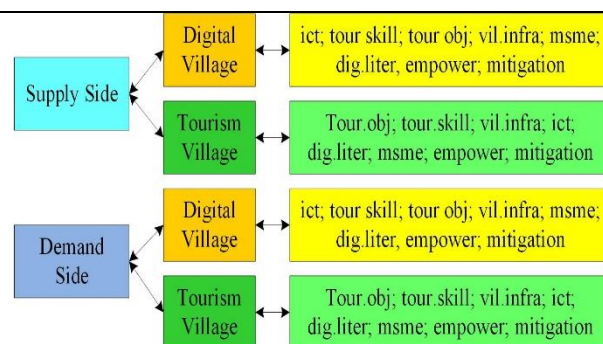 Supply Side
Digital
Village
ict; tour skill; tour obj; vil.infra; msme;
dig.liter, empower; mitigation
Tourism
Village
Tour.obj; tour.skill; vil.infra; ict;
dig.liter; msme; empower; mitigation
Demand
Side
Digital
Village
ict; tour skill; tour obj; vil.infra; msme;
dig.liter, empower; mitigation
Tourism
Village
Tour.obj; tour.skill; vil.infra; ict;
dig.liter; msme; empower; mitigation